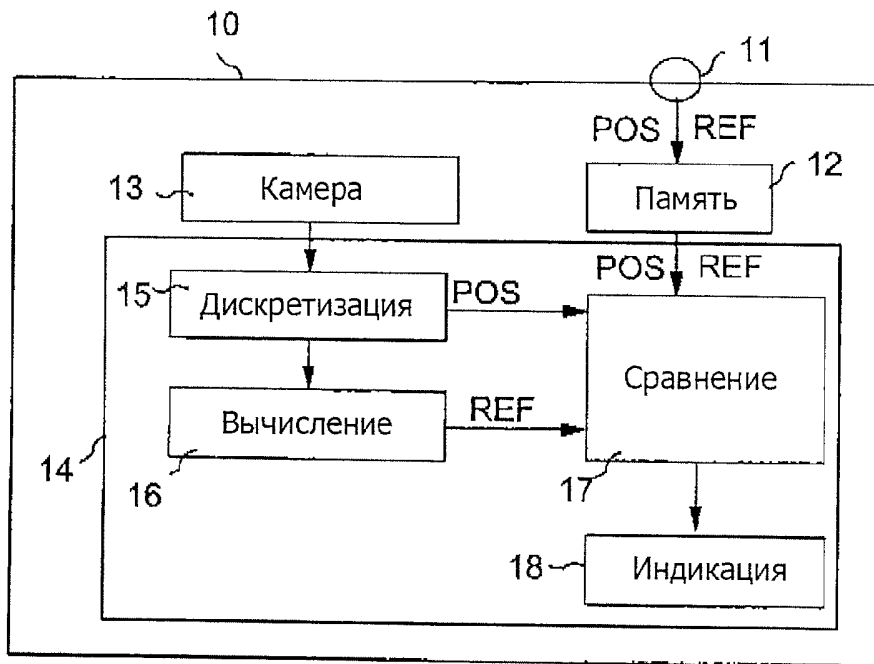 10
11
POS REF
13 Камера
Память 12
POS REF
15 Дискретизация POS
Сравнение
Вычисление REF
14
16
17
18 Индикация